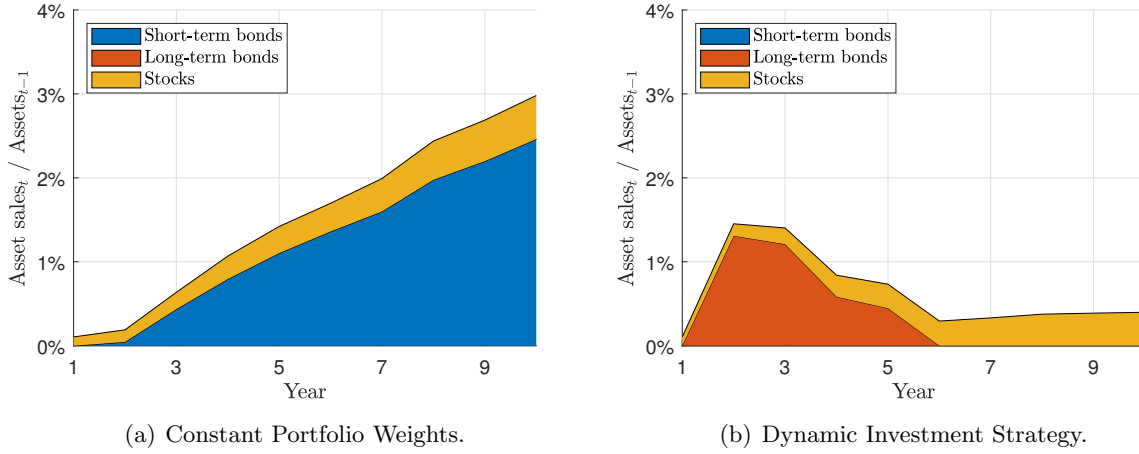 4%
3%
2%
1%
0%
Asset sales_t / Assets_{t−1}
Short-term bonds
Long-term bonds
Stocks
1 3 5 7 9
Year
(a) Constant Portfolio Weights.
4%
3%
2%
1%
0%
Asset sales_t / Assets_{t−1}
Short-term bonds
Long-term bonds
Stocks
1 3 5 7 9
Year
(b) Dynamic Investment Strategy.